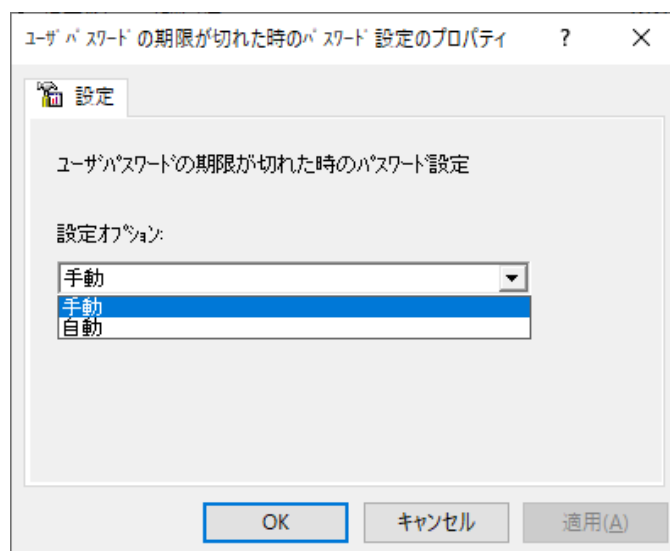 ﾕｰｻﾞﾊﾟｽﾜｰﾄﾞの期限が切れた時のﾊﾟｽﾜｰﾄﾞ設定のプロパティ ?
設定
ﾕｰｻﾞﾊﾟｽﾜｰﾄﾞの期限が切れた時のﾊﾟｽﾜｰﾄﾞ設定
設定ｵﾌﾟｼｮﾝ:
手動
手動
自動
OK キャンセル 適用(A)